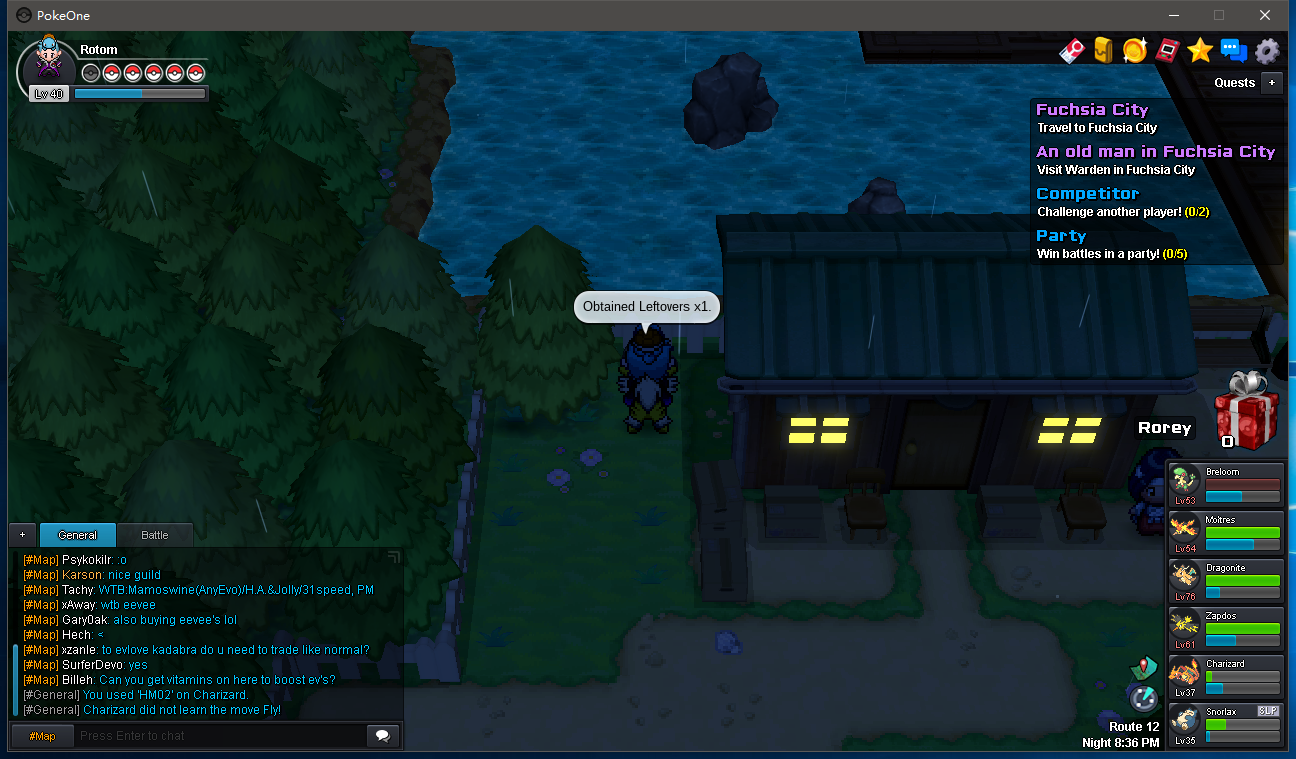 PokeOne
Rotom
Lv 40
Quests +
Fuchsia City
Travel to Fuchsia City
An old man in Fuchsia City
Visit Warden in Fuchsia City
Competitor
Challenge another player! (0/2)
Party
Win battles in a party! (0/5)
Obtained Leftovers x1.
Rorey
0
Breloom
Lv53
Moltres
Lv54
Dragonite
Lv76
Zapdos
Lv61
Charizard
Lv37
Snorlax SLP
Lv35
+ General Battle
[#Map] Psykokilr: :o
[#Map] Karson: nice guild
[#Map] Tachy: WTB:Mamoswine(AnyEvo)/H.A.&Jolly/31speed, PM
[#Map] xAway: wtb eevee
[#Map] Gary0ak: also buying eevee's lol
[#Map] Hech: <
[#Map] xzanle: to evlove kadabra do u need to trade like normal?
[#Map] SurferDevo: yes
[#Map] Billeh: Can you get vitamins on here to boost ev's?
[#General] You used 'HM02' on Charizard.
[#General] Charizard did not learn the move Fly!
#Map Press Enter to chat
Route 12
Night 8:36 PM